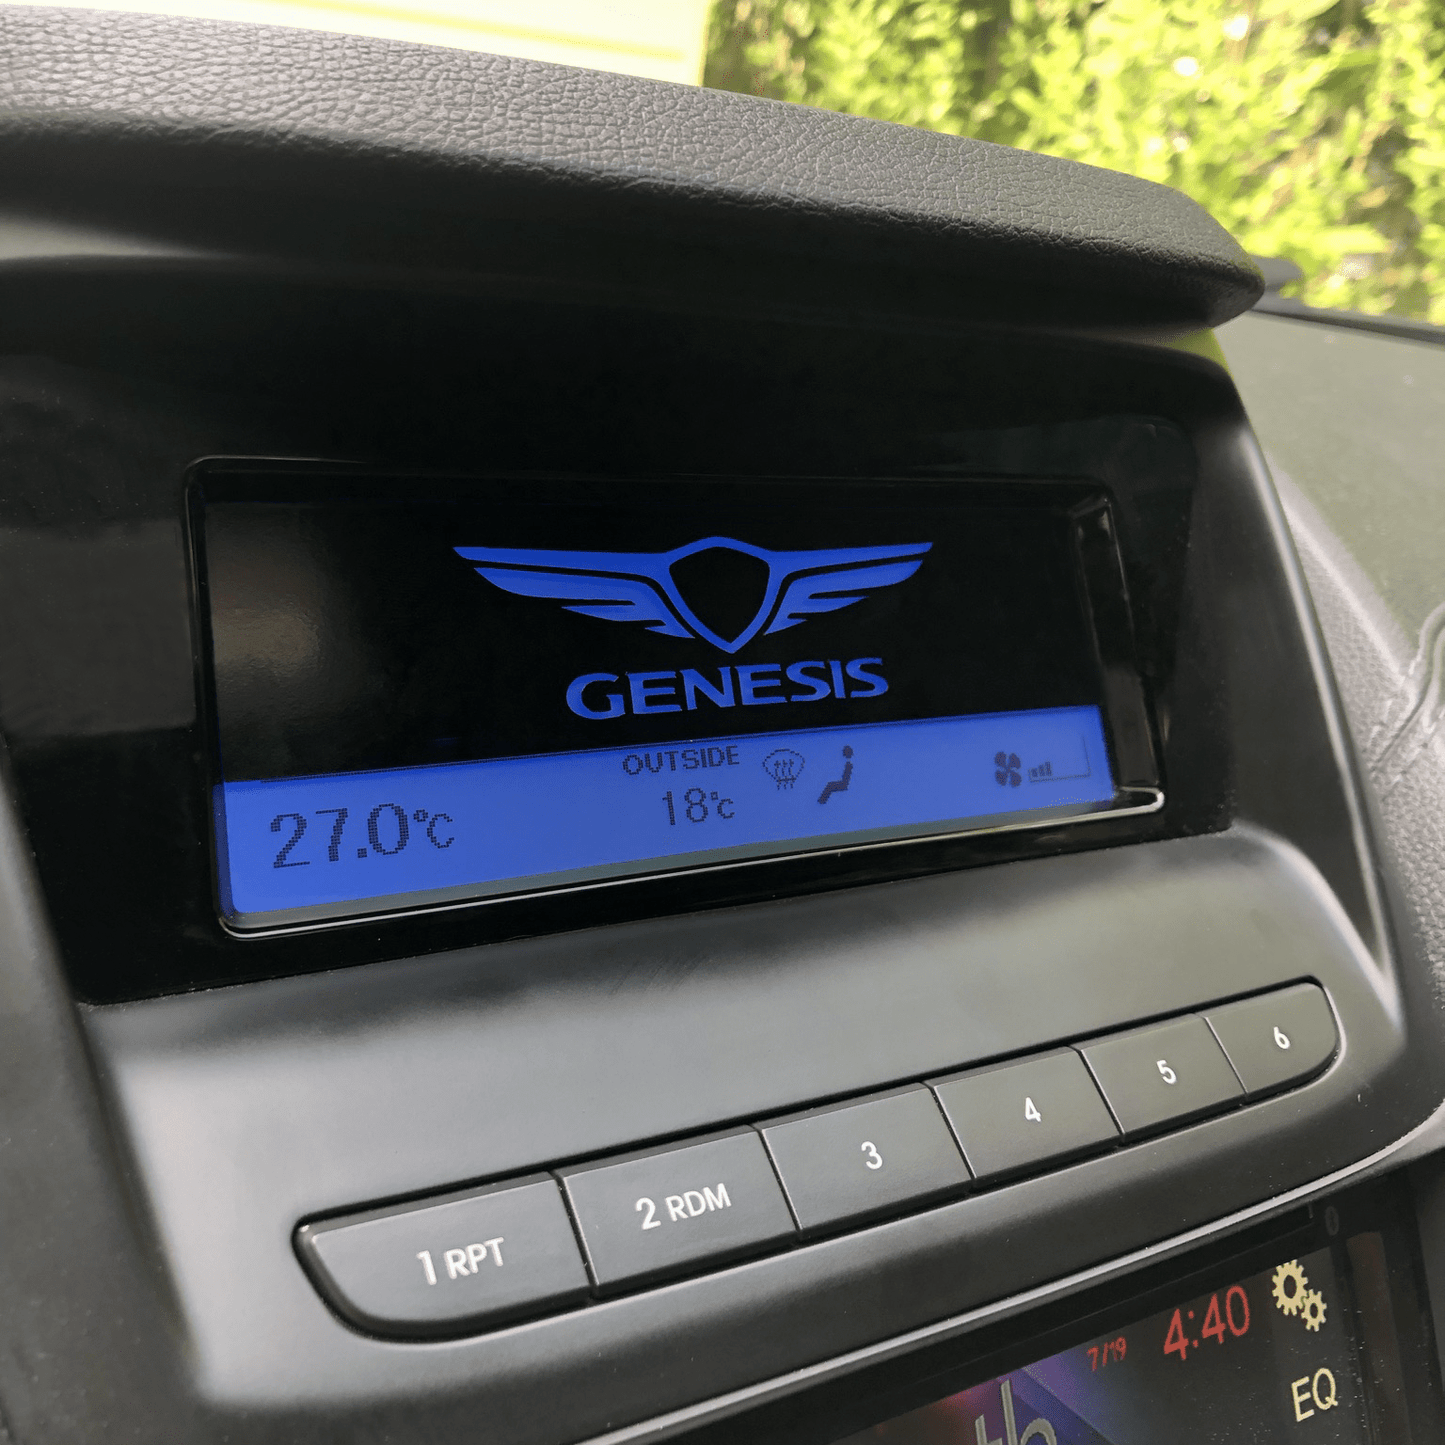 GENESIS
OUTSIDE
27.0°C
18°C
1 RPT
2 RDM
3
4
5
6
7/19
4:40
EQ